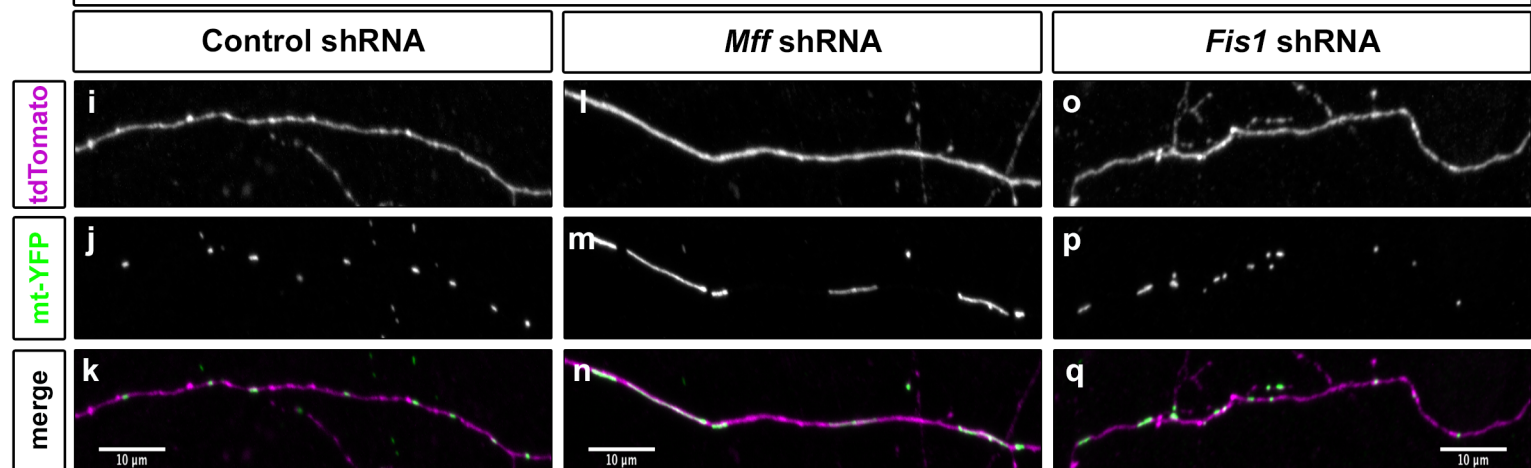 Control shRNA
Mff shRNA
Fis1 shRNA
tdTomato
i
l
o
mt-YFP
j
m
p
merge
k
n
q
10 µm
10 µm
10 µm